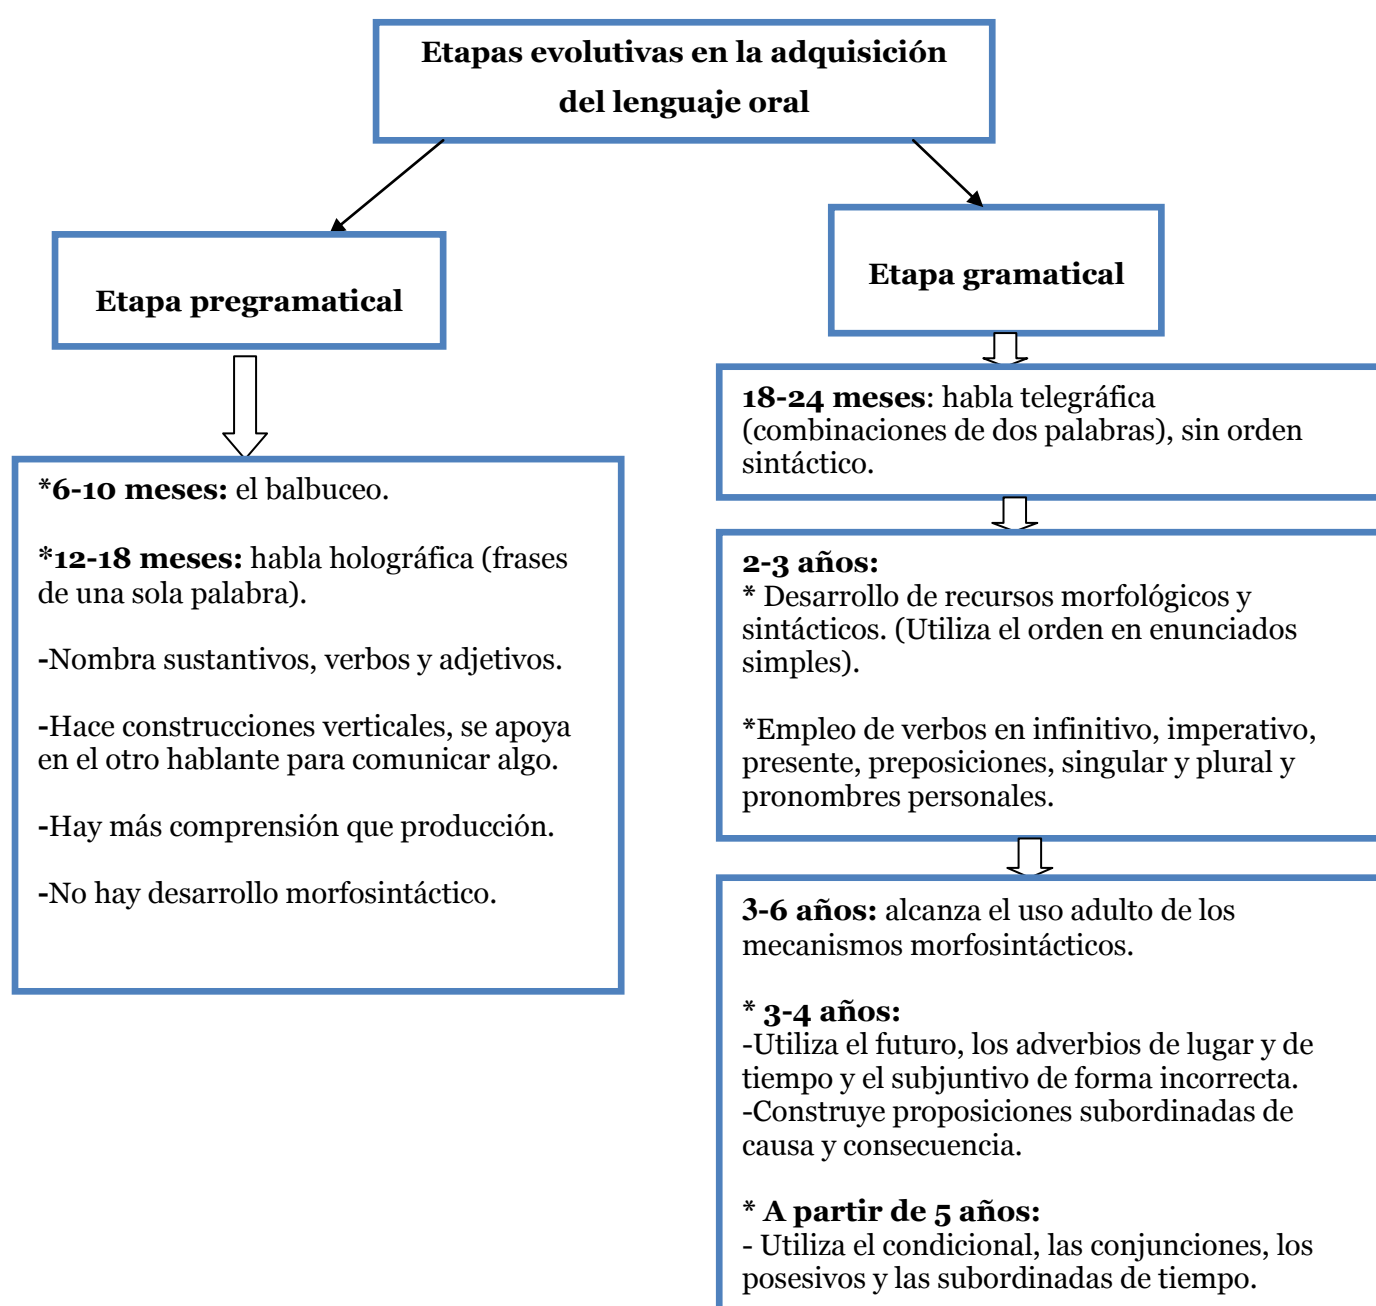 Etapas evolutivas en la adquisición
del lenguaje oral
Etapa pregramatical
*6-10 meses: el balbuceo.
*12-18 meses: habla holográfica (frases
de una sola palabra).
-Nombra sustantivos, verbos y adjetivos.
-Hace construcciones verticales, se apoya
en el otro hablante para comunicar algo.
-Hay más comprensión que producción.
-No hay desarrollo morfosintáctico.
Etapa gramatical
18-24 meses: habla telegráfica
(combinaciones de dos palabras), sin orden
sintáctico.
2-3 años:
* Desarrollo de recursos morfológicos y
sintácticos. (Utiliza el orden en enunciados
simples).
*Empleo de verbos en infinitivo, imperativo,
presente, preposiciones, singular y plural y
pronombres personales.
3-6 años: alcanza el uso adulto de los
mecanismos morfosintácticos.
* 3-4 años:
-Utiliza el futuro, los adverbios de lugar y de
tiempo y el subjuntivo de forma incorrecta.
-Construye proposiciones subordinadas de
causa y consecuencia.
* A partir de 5 años:
- Utiliza el condicional, las conjunciones, los
posesivos y las subordinadas de tiempo.